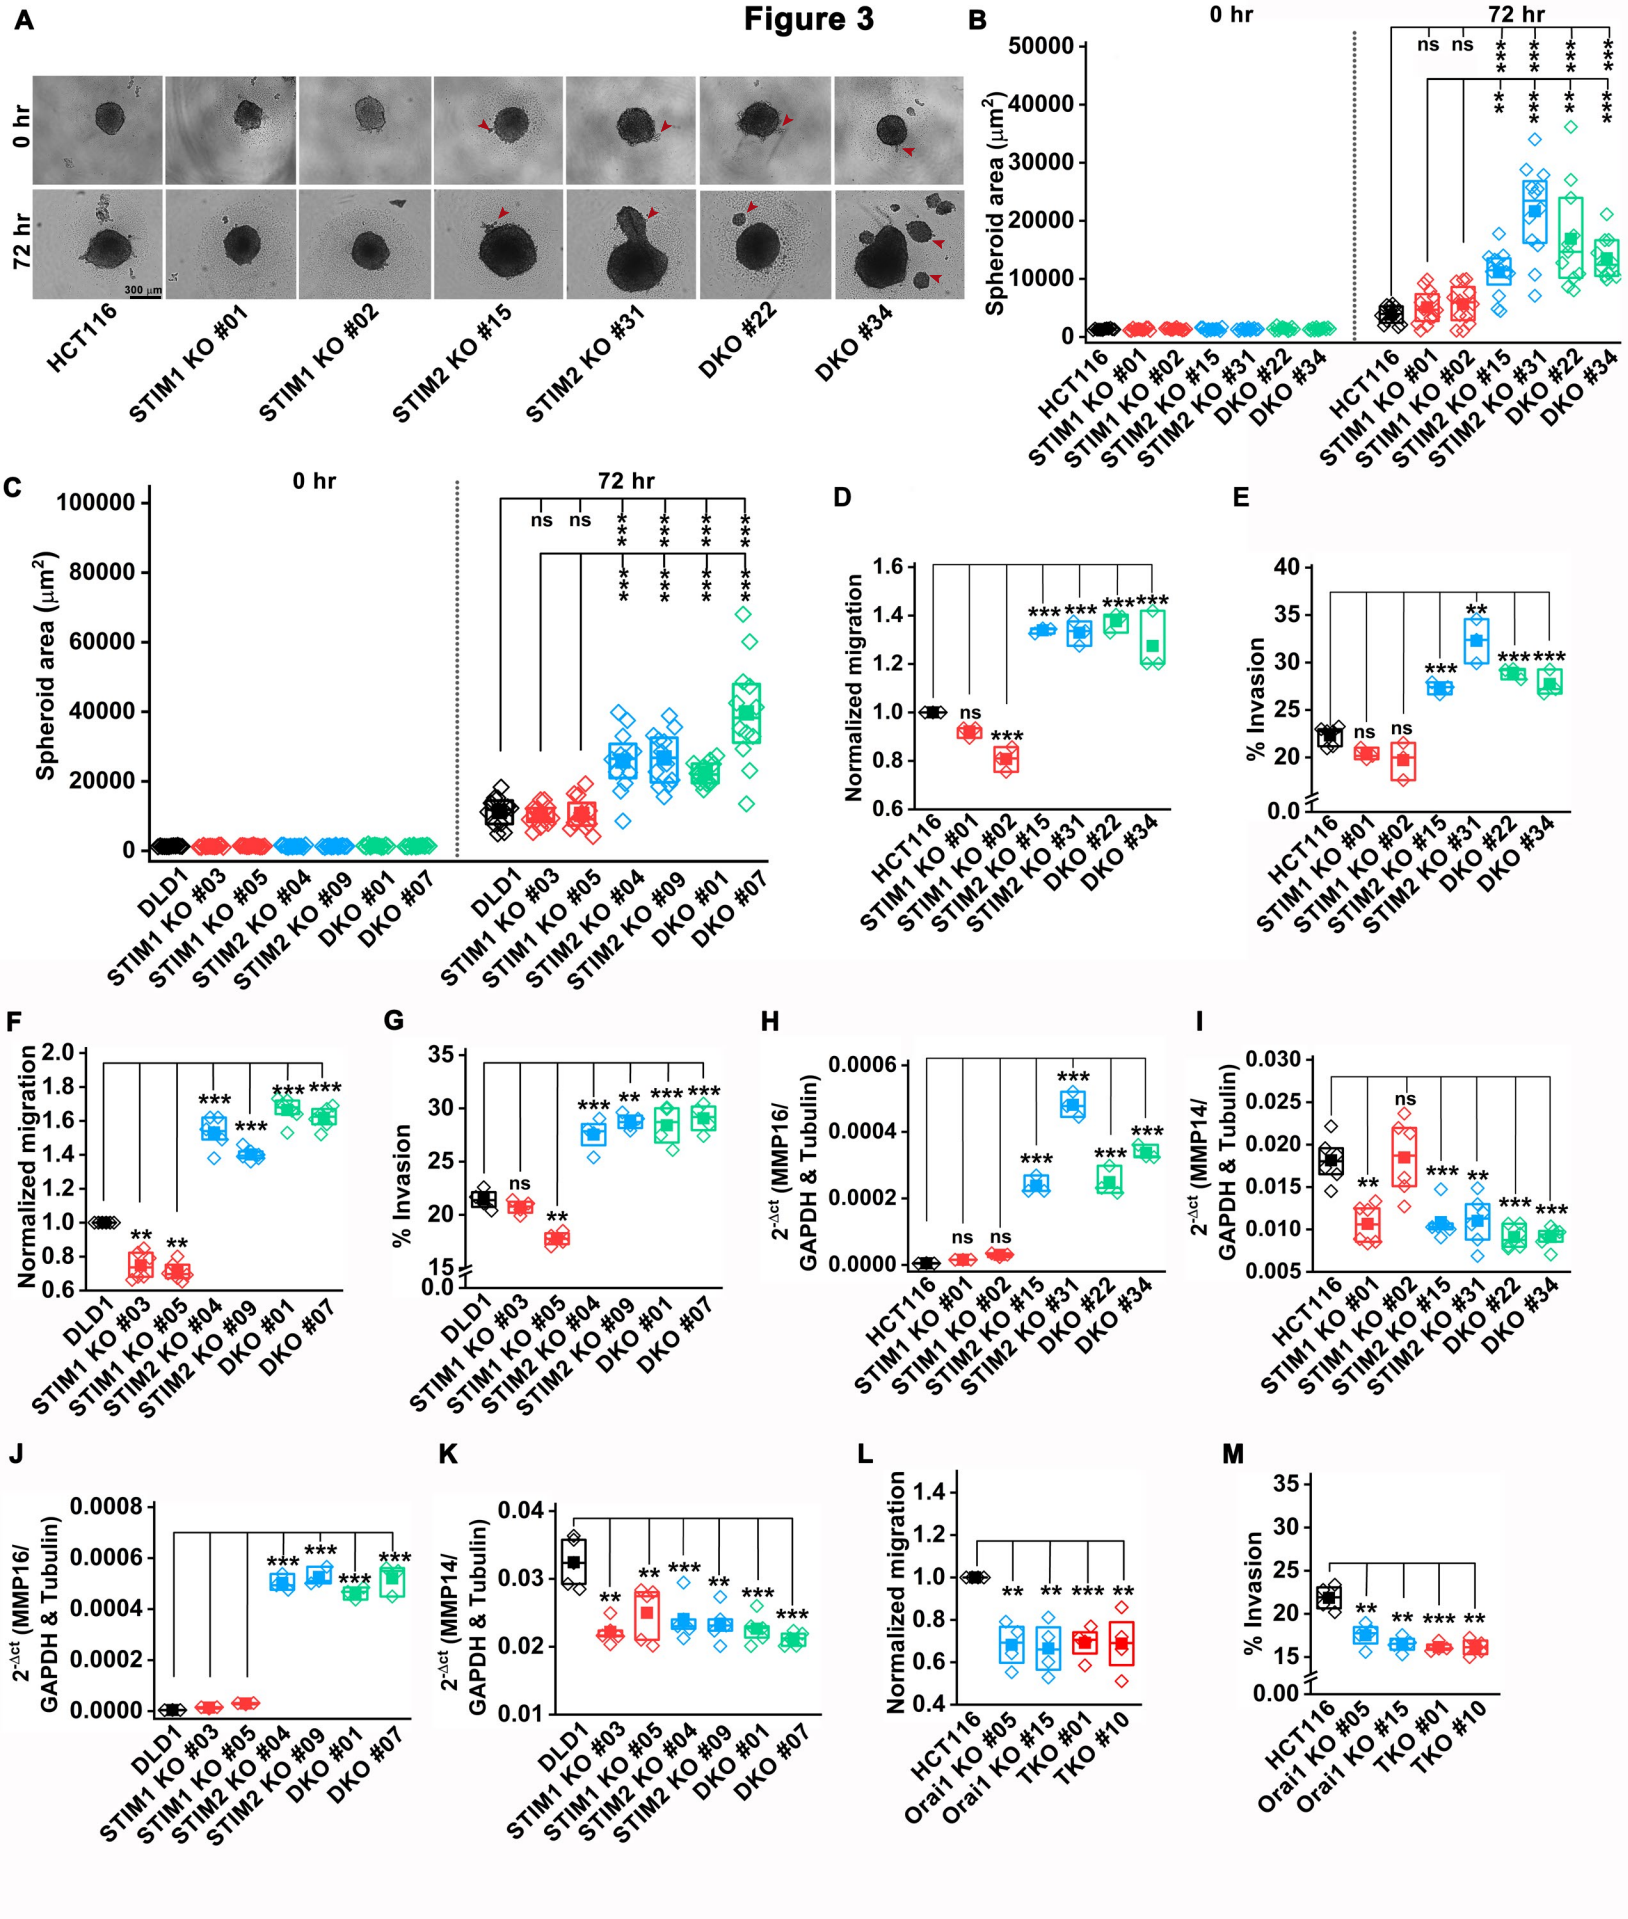 Figure 3
A
0 hr
72 hr
300 μm
HCT116
STIM1 KO #01
STIM1 KO #02
STIM2 KO #15
STIM2 KO #31
DKO #22
DKO #34
B
0 hr
72 hr
Spheroid area (μm²)
50000
40000
30000
20000
10000
0
ns
ns
***
***
***
***
**
***
**
***
HCT116
STIM1 KO #01
STIM1 KO #02
STIM2 KO #15
STIM2 KO #31
DKO #22
DKO #34
HCT116
STIM1 KO #01
STIM1 KO #02
STIM2 KO #15
STIM2 KO #31
DKO #22
DKO #34
C
0 hr
72 hr
Spheroid area (μm²)
100000
80000
60000
40000
20000
0
ns
ns
***
***
***
***
***
***
***
***
DLD1
STIM1 KO #03
STIM1 KO #05
STIM2 KO #04
STIM2 KO #09
DKO #01
DKO #07
DLD1
STIM1 KO #03
STIM1 KO #05
STIM2 KO #04
STIM2 KO #09
DKO #01
DKO #07
D
Normalized migration
1.6
1.4
1.2
1.0
0.8
0.6
ns
***
***
***
***
***
HCT116
STIM1 KO #01
STIM1 KO #02
STIM2 KO #15
STIM2 KO #31
DKO #22
DKO #34
E
% Invasion
40
35
30
25
20
0.0
ns
ns
***
**
***
***
HCT116
STIM1 KO #01
STIM1 KO #02
STIM2 KO #15
STIM2 KO #31
DKO #22
DKO #34
F
Normalized migration
2.0
1.8
1.6
1.4
1.2
1.0
0.8
0.6
**
**
***
***
***
***
DLD1
STIM1 KO #03
STIM1 KO #05
STIM2 KO #04
STIM2 KO #09
DKO #01
DKO #07
G
% Invasion
35
30
25
20
15
0.0
ns
**
***
**
***
***
DLD1
STIM1 KO #03
STIM1 KO #05
STIM2 KO #04
STIM2 KO #09
DKO #01
DKO #07
H
2^-Δct (MMP16/
GAPDH & Tubulin)
0.0006
0.0004
0.0002
0.0000
ns
ns
***
***
***
***
HCT116
STIM1 KO #01
STIM1 KO #02
STIM2 KO #15
STIM2 KO #31
DKO #22
DKO #34
I
2^-Δct (MMP14/
GAPDH & Tubulin)
0.030
0.025
0.020
0.015
0.010
0.005
**
ns
***
**
***
***
HCT116
STIM1 KO #01
STIM1 KO #02
STIM2 KO #15
STIM2 KO #31
DKO #22
DKO #34
J
2^-Δct (MMP16/
GAPDH & Tubulin)
0.0008
0.0006
0.0004
0.0002
0.0000
***
***
***
***
DLD1
STIM1 KO #03
STIM1 KO #05
STIM2 KO #04
STIM2 KO #09
DKO #01
DKO #07
K
2^-Δct (MMP14/
GAPDH & Tubulin)
0.04
0.03
0.02
0.01
**
**
***
**
***
***
DLD1
STIM1 KO #03
STIM1 KO #05
STIM2 KO #04
STIM2 KO #09
DKO #01
DKO #07
L
Normalized migration
1.4
1.2
1.0
0.8
0.6
0.4
**
**
***
**
HCT116
Orai1 KO #05
Orai1 KO #15
TKO #01
TKO #10
M
% Invasion
35
30
25
20
15
0.00
**
**
***
**
HCT116
Orai1 KO #05
Orai1 KO #15
TKO #01
TKO #10